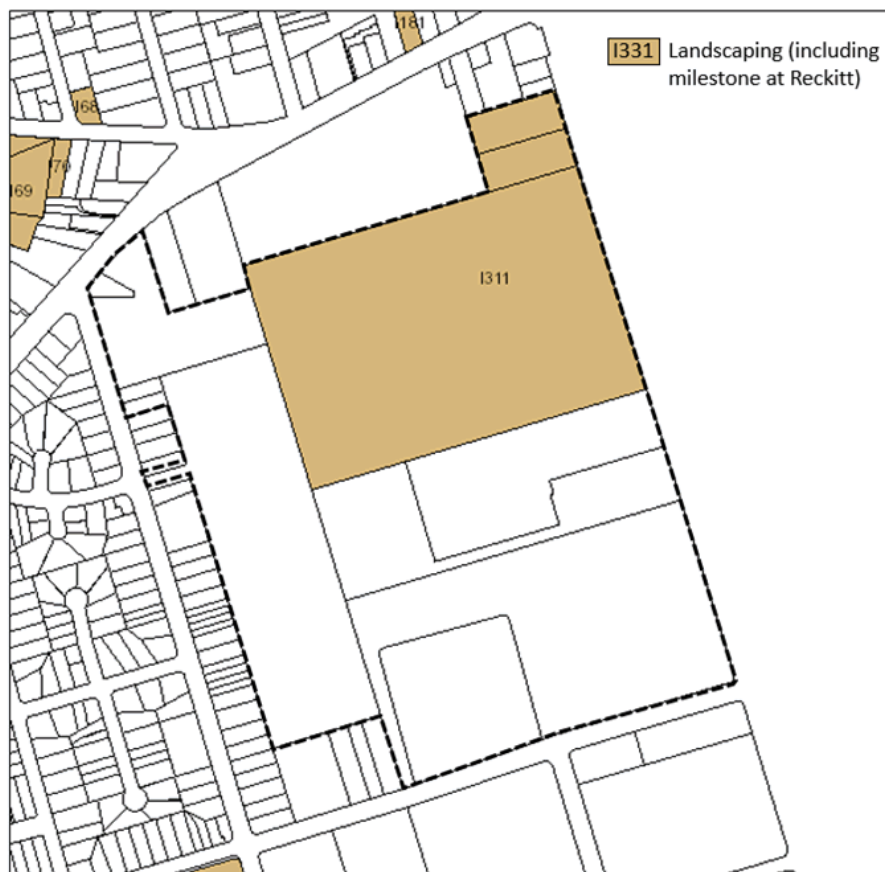 I181
I331 Landscaping (including
milestone at Reckitt)
I68
I70
I69
I311